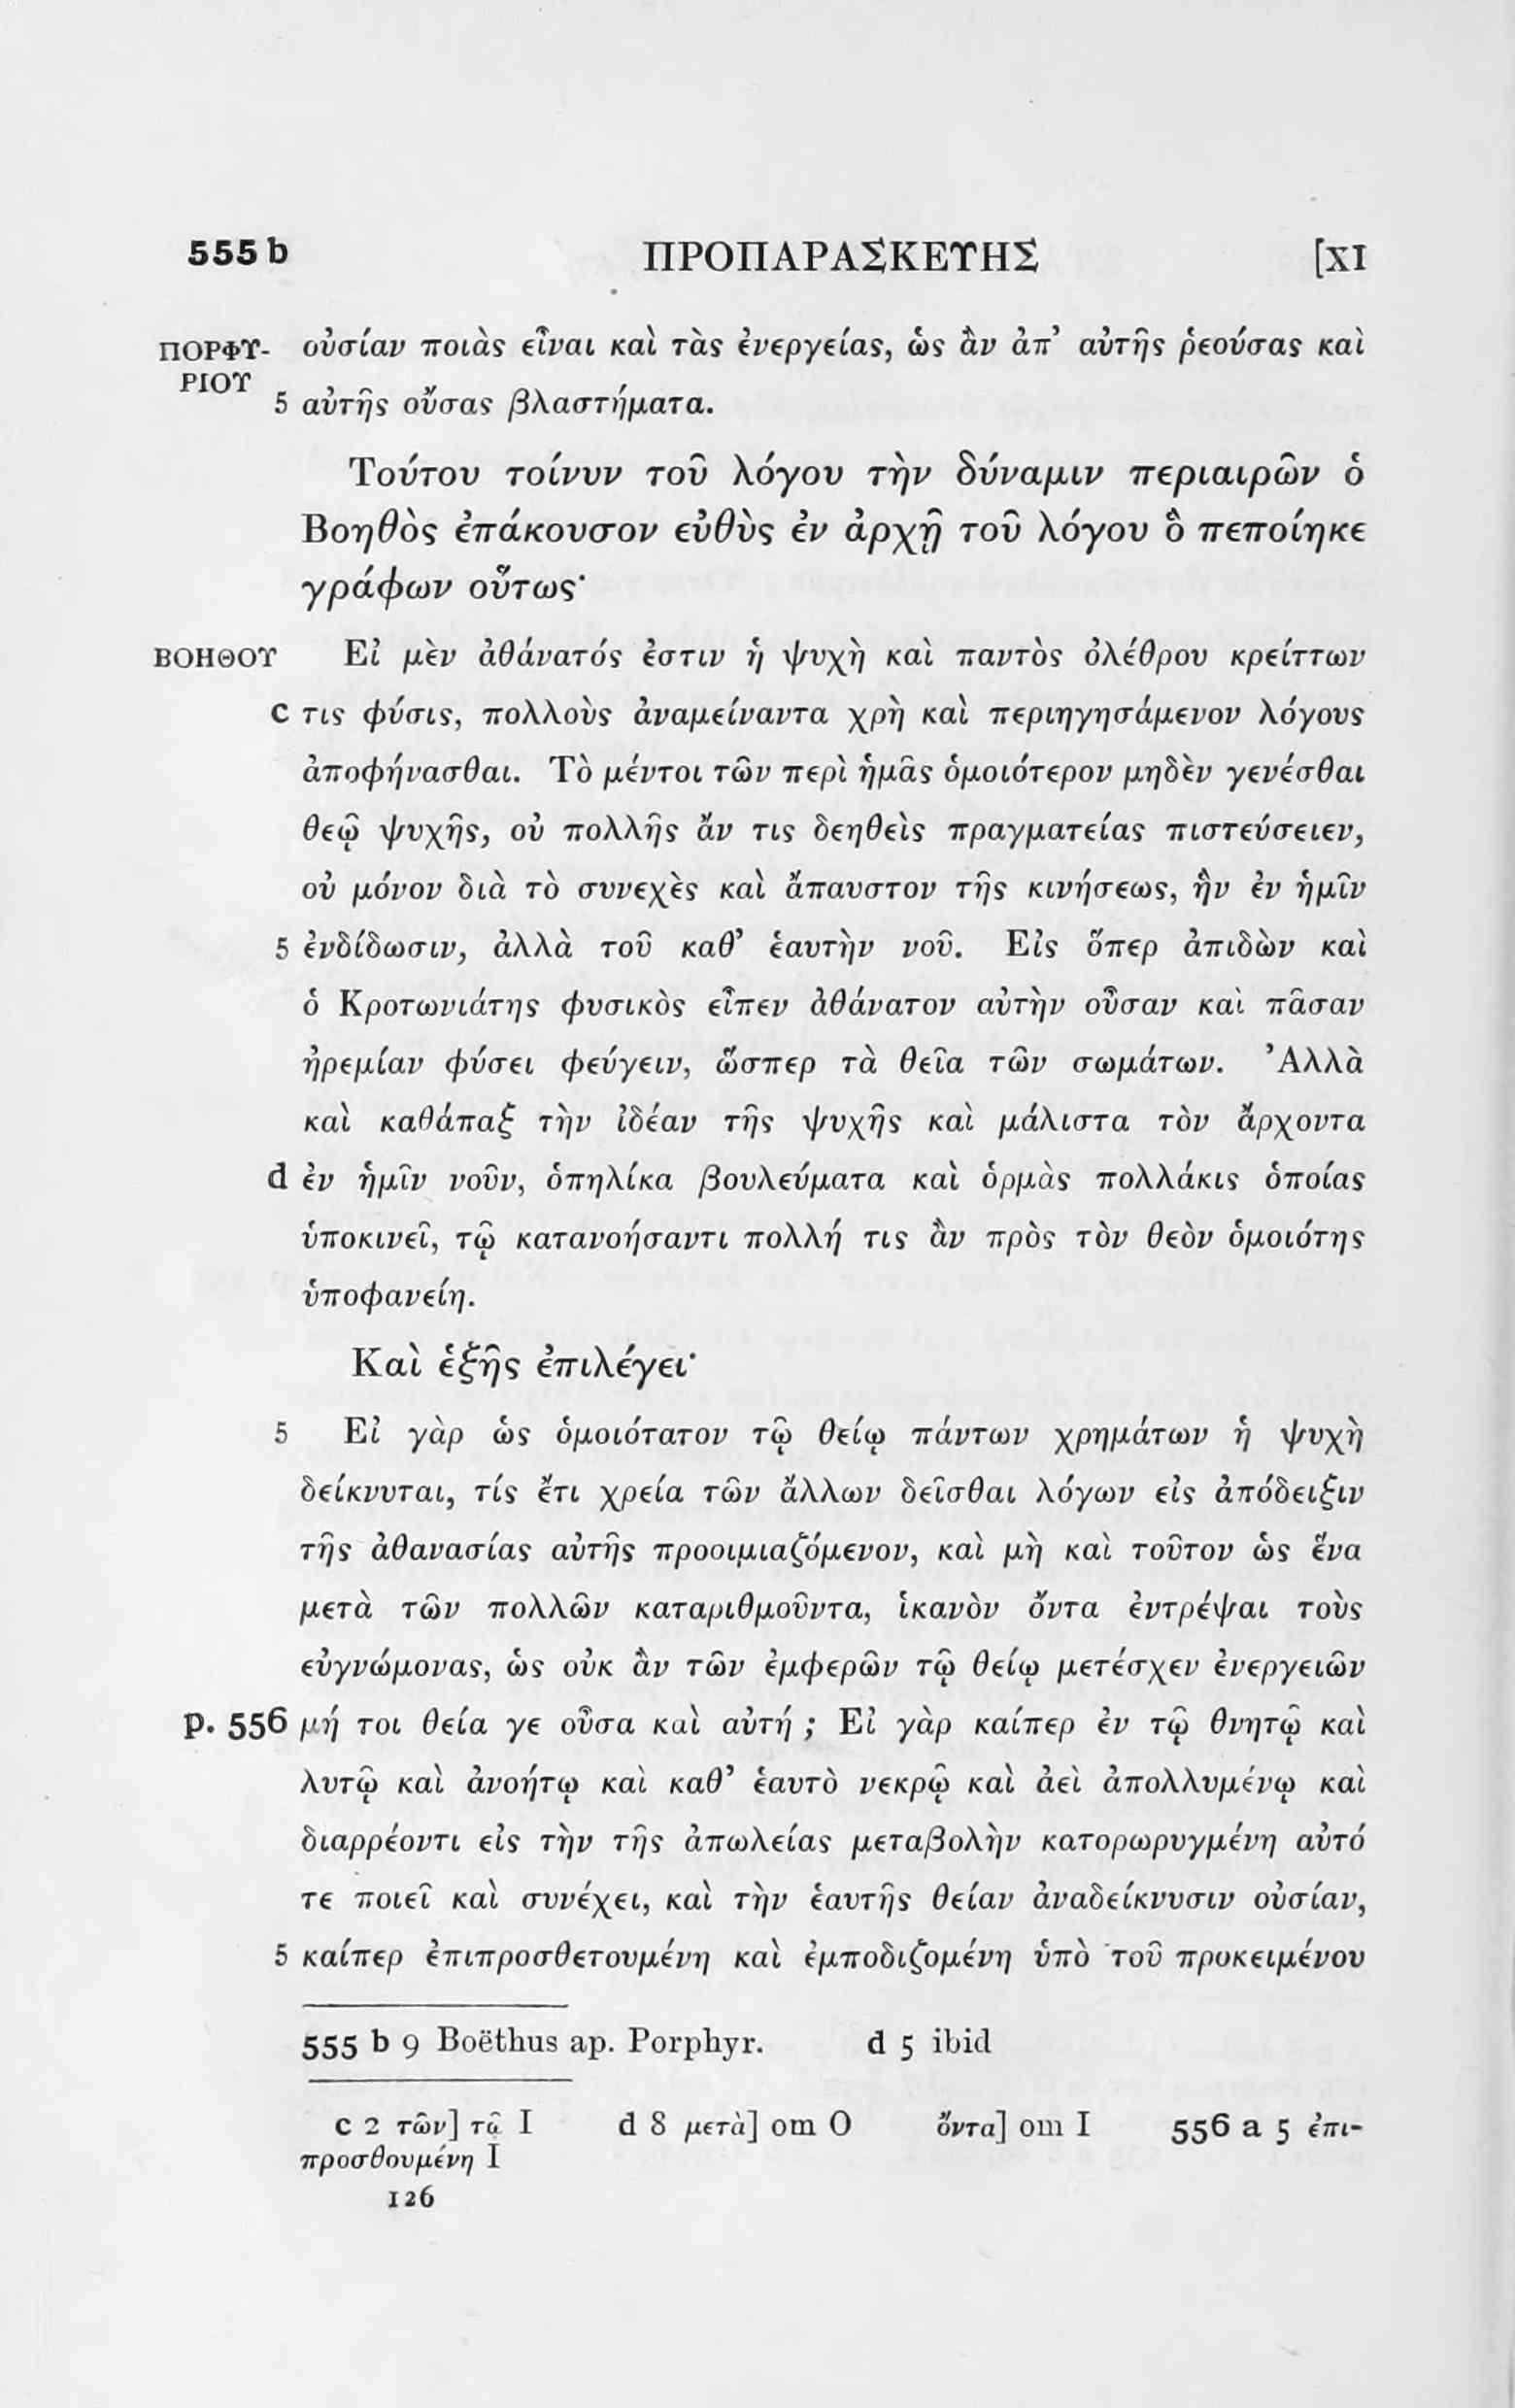 555 b ΠΡΟΠΑΡΑΣΚΕΥΗΣ [XI
ΠΟΡΦΥ- οὐσίαν ποιὰς εἶναι καὶ τὰς ἐνεργείας, ὡς ἂν ἀπ’ αὐτῆς ῥεούσας καὶ
ΡΙΟΥ 5 αὐτῆς οὔσας βλαστήματα.
Τούτου τοίνυν τοῦ λόγου τὴν δύναμιν περιαιρῶν ὁ
Βοηθὸς ἐπάκουσον εὐθὺς ἐν ἀρχῇ τοῦ λόγου ὃ πεποίηκε
γράφων οὕτως·
ΒΟΗΘΟΥ Εἰ μὲν ἀθάνατός ἐστιν ἡ ψυχὴ καὶ παντὸς ὀλέθρου κρείττων
c τις φύσις, πολλοὺς ἀναμείναντα χρὴ καὶ περιηγησάμενον λόγους
ἀποφήνασθαι. Τὸ μέντοι τῶν περὶ ἡμᾶς ὁμοιότερον μηδὲν γενέσθαι
θεῷ ψυχῆς, οὐ πολλῆς ἄν τις δεηθεὶς πραγματείας πιστεύσειεν,
οὐ μόνον διὰ τὸ συνεχὲς καὶ ἄπαυστον τῆς κινήσεως, ἣν ἐν ἡμῖν
5 ἐνδίδωσιν, ἀλλὰ τοῦ καθ’ ἑαυτὴν νοῦ. Εἰς ὅπερ ἀπιδὼν καὶ
ὁ Κροτωνιάτης φυσικὸς εἶπεν ἀθάνατον αὐτὴν οὖσαν καὶ πᾶσαν
ἠρεμίαν φύσει φεύγειν, ὥσπερ τὰ θεῖα τῶν σωμάτων. Ἀλλὰ
καὶ καθάπαξ τὴν ἰδέαν τῆς ψυχῆς καὶ μάλιστα τὸν ἄρχοντα
d ἐν ἡμῖν νοῦν, ὁπηλίκα βουλεύματα καὶ ὁρμὰς πολλάκις ὁποίας
ὑποκινεῖ, τῷ κατανοήσαντι πολλή τις ἂν πρὸς τὸν θεὸν ὁμοιότης
ὑποφανείη.
Καὶ ἑξῆς ἐπιλέγει·
5 Εἰ γὰρ ὡς ὁμοιότατον τῷ θείῳ πάντων χρημάτων ἡ ψυχὴ
δείκνυται, τίς ἔτι χρεία τῶν ἄλλων δεῖσθαι λόγων εἰς ἀπόδειξιν
τῆς ἀθανασίας αὐτῆς προοιμιαζόμενον, καὶ μὴ καὶ τοῦτον ὡς ἕνα
μετὰ τῶν πολλῶν καταριθμοῦντα, ἱκανὸν ὄντα ἐντρέψαι τοὺς
εὐγνώμονας, ὡς οὐκ ἂν τῶν ἐμφερῶν τῷ θείῳ μετέσχεν ἐνεργειῶν
p. 556 μή τοι θεία γε οὖσα καὶ αὐτή ; Εἰ γὰρ καίπερ ἐν τῷ θνητῷ καὶ
λυτῷ καὶ ἀνοήτῳ καὶ καθ’ ἑαυτὸ νεκρῷ καὶ ἀεὶ ἀπολλυμένῳ καὶ
διαρρέοντι εἰς τὴν τῆς ἀπωλείας μεταβολὴν κατορωρυγμένη αὐτό
τε ποιεῖ καὶ συνέχει, καὶ τὴν ἑαυτῆς θείαν ἀναδείκνυσιν οὐσίαν,
5 καίπερ ἐπιπροσθετουμένη καὶ ἐμποδιζομένη ὑπὸ τοῦ προκειμένου
555 b 9 Boëthus ap. Porphyr. d 5 ibid
c 2 τῶν] τῷ I d 8 μετὰ] om O ὄντα] om I 556 a 5 ἐπι-
προσθουμένη I
126